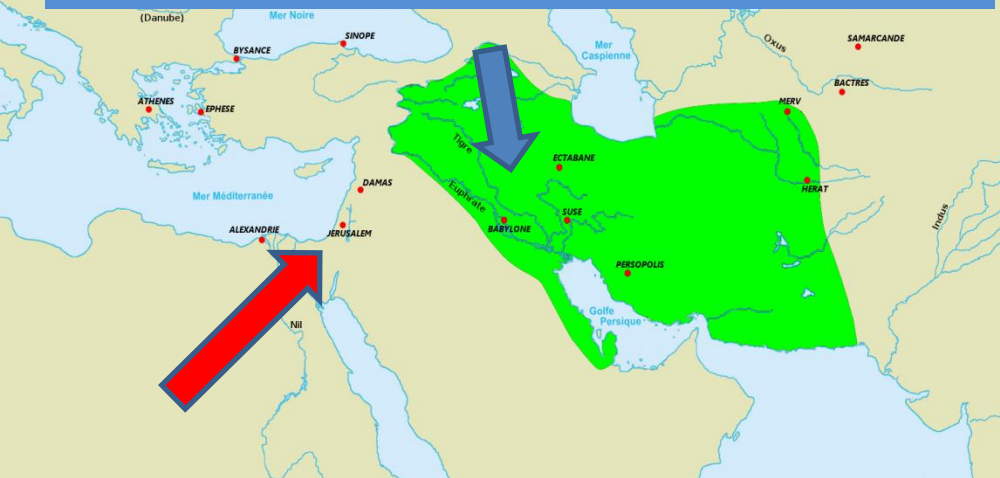 (Danube)
Mer Noire
SINOPE
BYSANCE
Mer
Caspienne
Oxus
SAMARCANDE
BACTRES
MERV
ATHENES
EPHESE
Tigre
ECTABANE
Euphrate
DAMAS
HERAT
Mer Méditerranée
Indus
SUSE
BABYLONE
ALEXANDRIE
JERUSALEM
PERSOPOLIS
Golfe
Persique
Nil